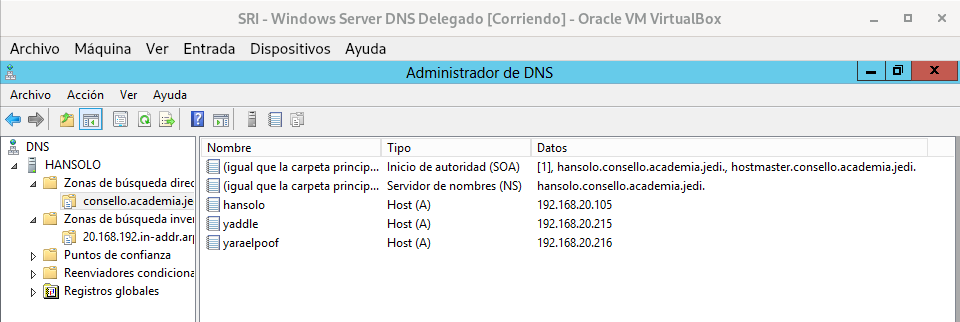 SRI - Windows Server DNS Delegado [Corriendo] - Oracle VM VirtualBox
Archivo Máquina Ver Entrada Dispositivos Ayuda
Administrador de DNS
Archivo Acción Ver Ayuda
DNS
HANSOLO
Zonas de búsqueda direc
consello.academia.je
Zonas de búsqueda inver
20.168.192.in-addr.arp
Puntos de confianza
Reenviadores condiciona
Registros globales
Nombre Tipo Datos
(igual que la carpeta princip... Inicio de autoridad (SOA) [1], hansolo.consello.academia.jedi., hostmaster.consello.academia.jedi.
(igual que la carpeta princip... Servidor de nombres (NS) hansolo.consello.academia.jedi.
hansolo Host (A) 192.168.20.105
yaddle Host (A) 192.168.20.215
yaraelpoof Host (A) 192.168.20.216